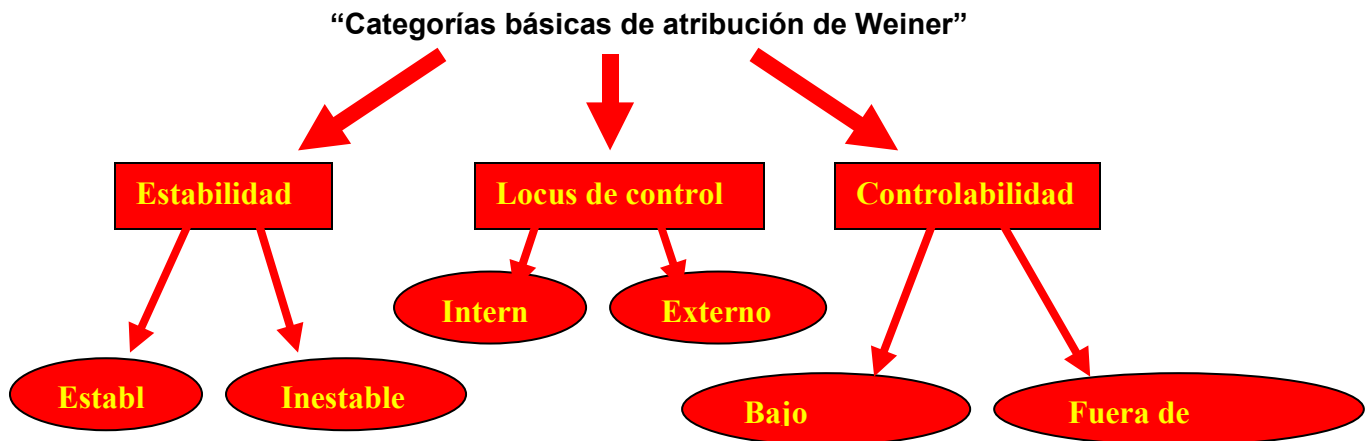 “Categorías básicas de atribución de Weiner”
Estabilidad
Locus de control
Controlabilidad
Intern
Externo
Establ
Inestable
Bajo
Fuera de